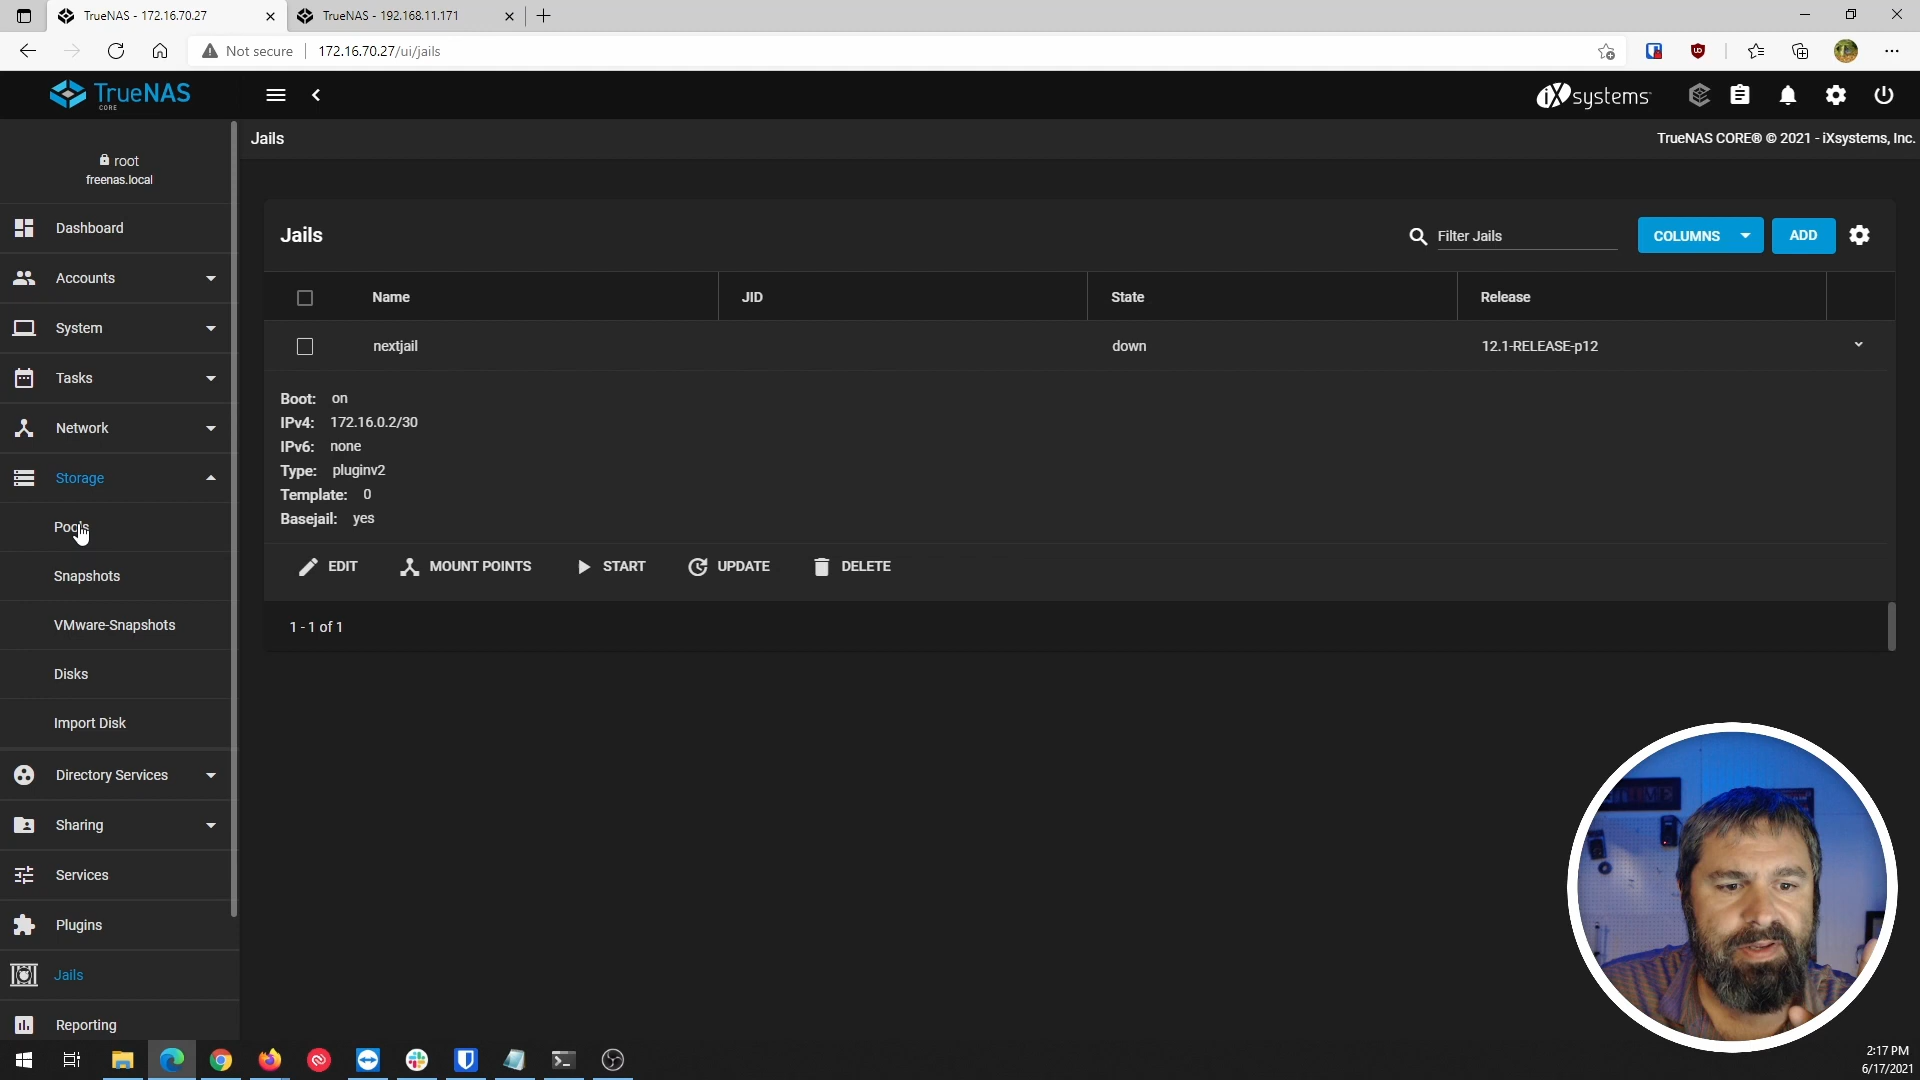 TrueNAS - 172.16.70.27
TrueNAS - 192.168.11.171
Not secure
172.16.70.27/ui/jails
TrueNAS
CORE
iXsystems
Jails
TrueNAS CORE® © 2021 - iXsystems, Inc.
root
freenas.local
Dashboard
Accounts
System
Tasks
Network
Storage
Pools
Snapshots
VMware-Snapshots
Disks
Import Disk
Directory Services
Sharing
Services
Plugins
Jails
Reporting
Jails
Filter Jails
COLUMNS
ADD
Name
JID
State
Release
nextjail
down
12.1-RELEASE-p12
Boot: on
IPv4: 172.16.0.2/30
IPv6: none
Type: pluginv2
Template: 0
Basejail: yes
EDIT
MOUNT POINTS
START
UPDATE
DELETE
1 - 1 of 1
2:17 PM
6/17/2021